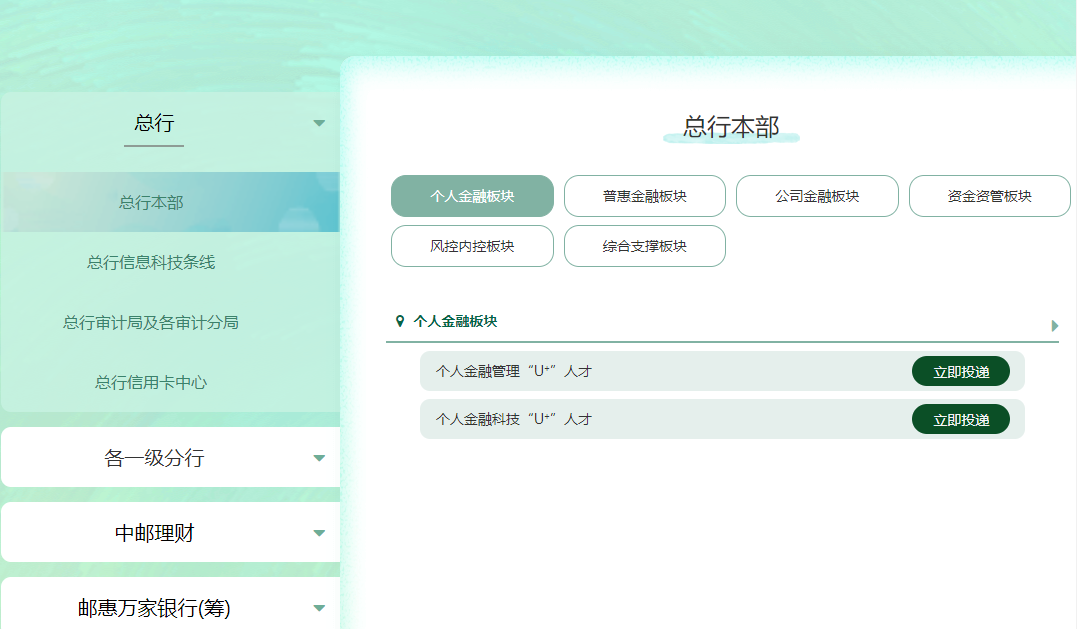 总行
总行本部
总行信息科技条线
总行审计局及各审计分局
总行信用卡中心
各一级分行
中邮理财
邮惠万家银行(筹)
总行本部
个人金融板块 普惠金融板块 公司金融板块 资金资管板块
风控内控板块 综合支撑板块
个人金融板块
个人金融管理“U⁺”人才 立即投递
个人金融科技“U⁺”人才 立即投递